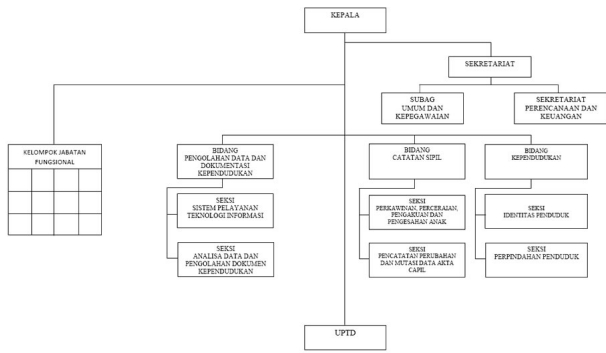 KEPALA
SEKRETARIAT
SUBAG
UMUM DAN
KEPEGAWAIAN
SEKRETARIAT
PERENCANAAN DAN
KEUANGAN
KELOMPOK JABATAN
PUNGSIONAL
BIDANG
PENGOLAHAN DATA DAN
DOKUMENTASI
KEPENDUDUKAN
SEKSI
SISTEM PELAYANAN
TEKNOLOGI INFORMASI
SEKSI
ANALISA DATA DAN
PENGOLAHAN DOKUMEN
KEPENDUDUKAN
BIDANG
CATATAN SIPIL
SEKSI
PERKAWINAN, PERCERAIAN,
PENGAKUAN DAN
PENGESAHAN ANAK
SEKSI
PENCATATAN PERUBAHAN
DAN MUTASI DATA AKTA
CAPIL
BIDANG
KEPENDUDUKAN
SEKSI
IDENTITAS PENDUDUK
SEKSI
PERPINDAHAN PENDUDUK
UPTD